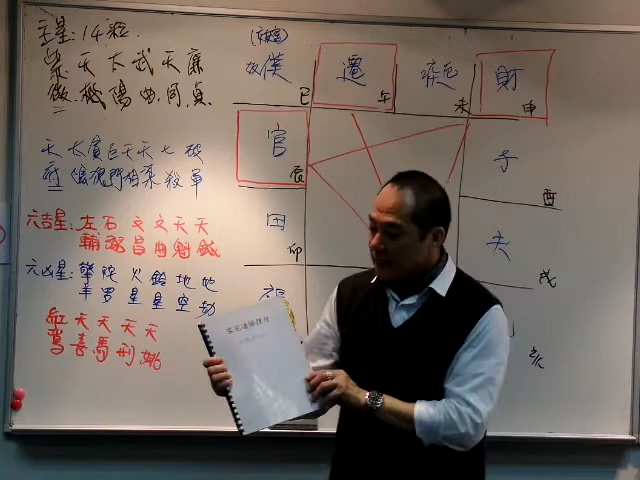 主星:14粒.
紫天太武天廉
微.機陽曲.同貞
天太貪巨天天七破
府陰狼門相梁殺軍
六吉星:左右文文天天
輔弼昌曲魁鉞
六凶星:擎陀火鈴地地
羊罗星星空劫
紅天天天天
鸞喜馬刑姚
奴僕
巳
遷
午
疾厄
未
財
申
官
辰
子
酉
田
卯
夫
戌
福
亥